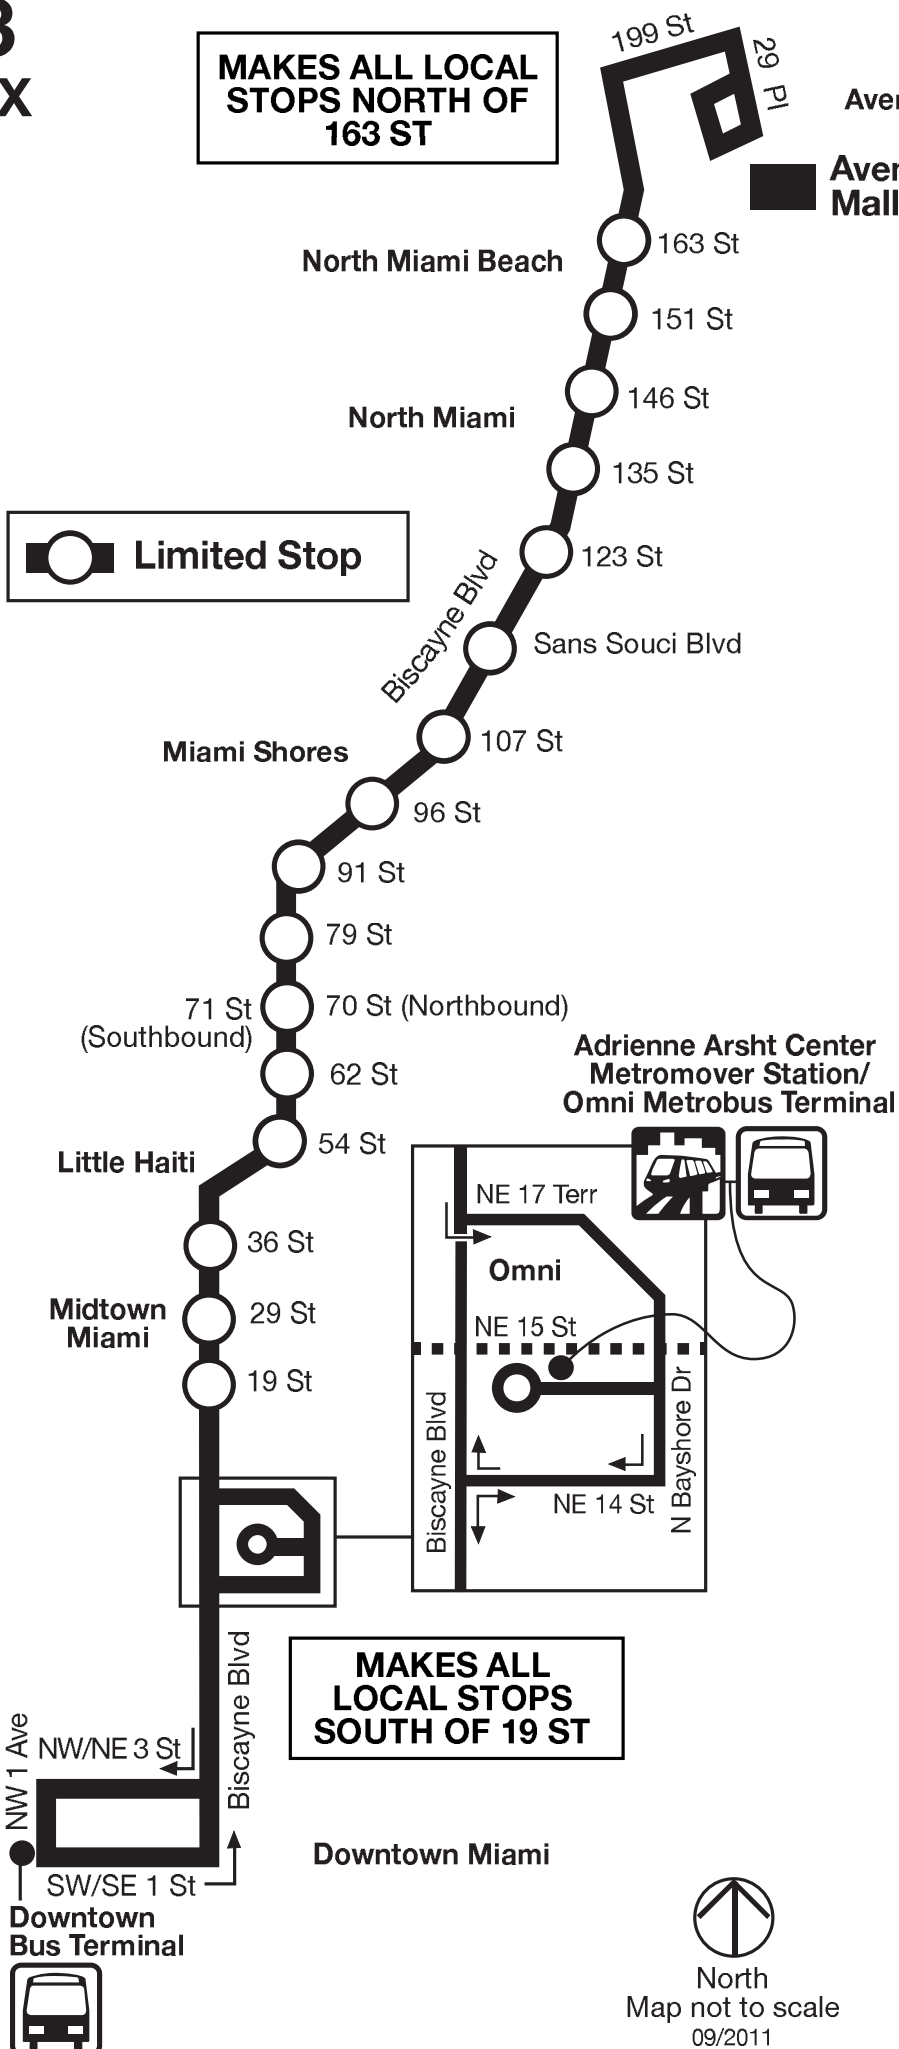 X
199 St
29 Pl
MAKES ALL LOCAL
STOPS NORTH OF
163 ST
Mall
163 St
North Miami Beach
151 St
146 St
North Miami
135 St
Limited Stop
123 St
Biscayne Blvd
Sans Souci Blvd
107 St
Miami Shores
96 St
91 St
79 St
71 St
(Southbound)
70 St (Northbound)
62 St
54 St
Little Haiti
36 St
Midtown
Miami
29 St
19 St
Adrienne Arsht Center
Metromover Station/
Omni Metrobus Terminal
NE 17 Terr
Omni
NE 15 St
Biscayne Blvd
N Bayshore Dr
NE 14 St
MAKES ALL
LOCAL STOPS
SOUTH OF 19 ST
Biscayne Blvd
NW 1 Ave
NW/NE 3 St
SW/SE 1 St
Downtown Miami
Downtown
Bus Terminal
North
Map not to scale
09/2011